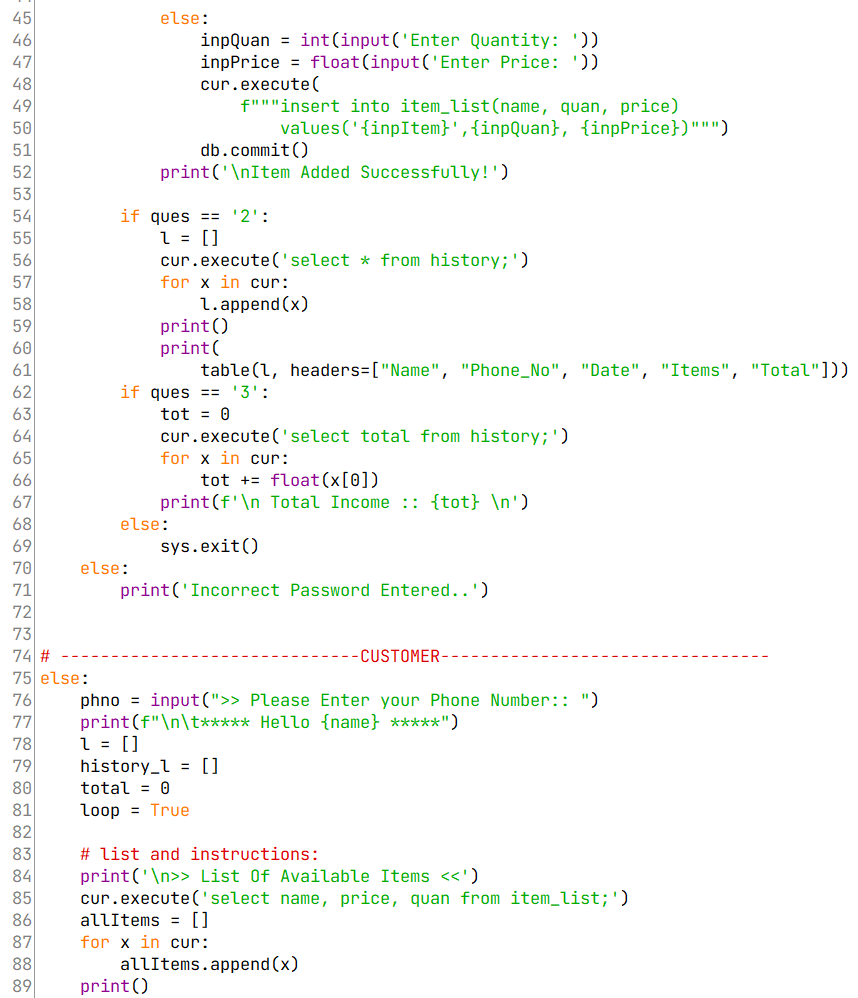 45 else:
46 inpQuan = int(input('Enter Quantity: '))
47 inpPrice = float(input('Enter Price: '))
48 cur.execute(
49 f"""insert into item_list(name, quan, price)
50 values('{inpItem}',{inpQuan}, {inpPrice})""")
51 db.commit()
52 print('\nItem Added Successfully!')
53
54 if ques == '2':
55 l = []
56 cur.execute('select * from history;')
57 for x in cur:
58 l.append(x)
59 print()
60 print(
61 table(l, headers=["Name", "Phone_No", "Date", "Items", "Total"]))
62 if ques == '3':
63 tot = 0
64 cur.execute('select total from history;')
65 for x in cur:
66 tot += float(x[0])
67 print(f'\n Total Income :: {tot} \n')
68 else:
69 sys.exit()
70 else:
71 print('Incorrect Password Entered..')
72
73
74 # ------------------------------CUSTOMER---------------------------------
75 else:
76 phno = input(">> Please Enter your Phone Number:: ")
77 print(f"\n\t***** Hello {name} *****")
78 l = []
79 history_l = []
80 total = 0
81 loop = True
82
83 # list and instructions:
84 print('\n>> List Of Available Items <<')
85 cur.execute('select name, price, quan from item_list;')
86 allItems = []
87 for x in cur:
88 allItems.append(x)
89 print()